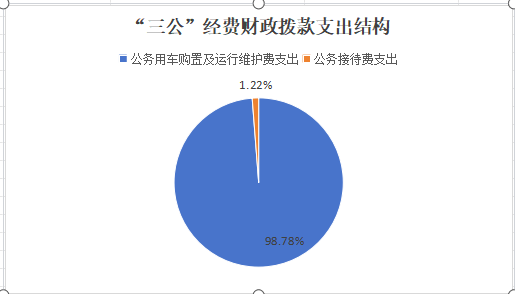 “三公”经费财政拨款支出结构
公务用车购置及运行维护费支出 公务接待费支出
1.22%
98.78%